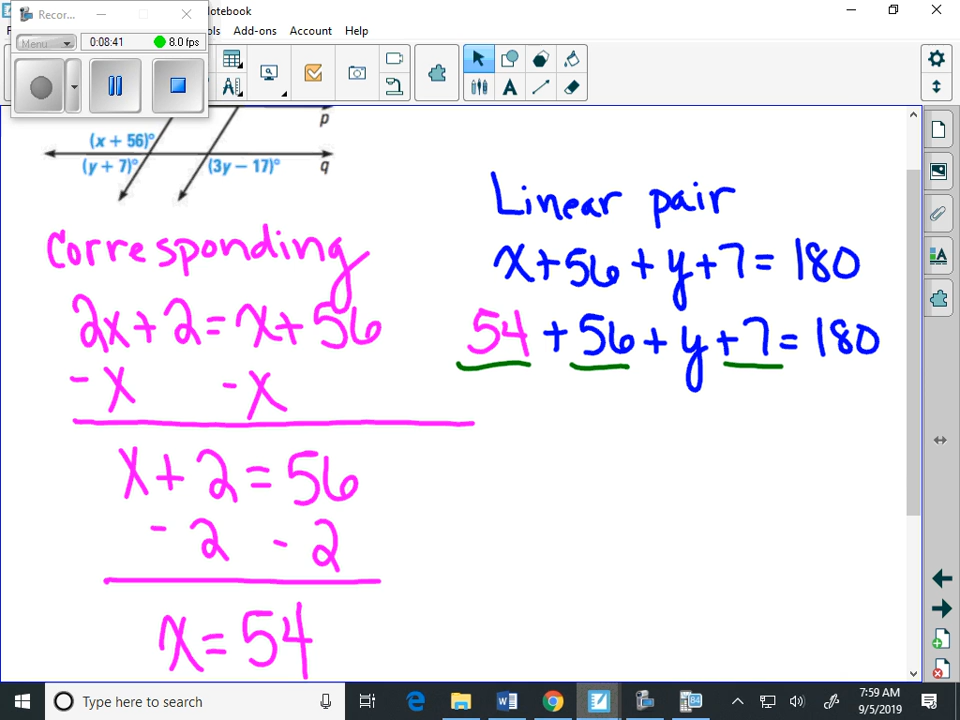 Recor...
Notebook
Menu
0:08:41
8.0 fps
Add-ons Account Help
p
(x + 56)°
(y + 7)°
(3y − 17)°
q
Linear pair
x+56+y+7=180
54+56+y+7=180
Corresponding
2x+2=x+56
-x -x
x+2=56
-2 -2
x=54
Type here to search
7:59 AM
9/5/2019